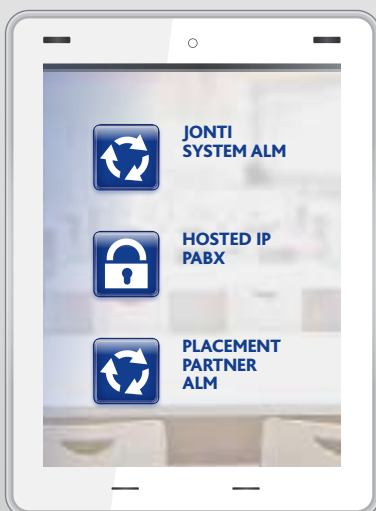 JONTI
SYSTEM ALM
HOSTED IP
PABX
PLACEMENT
PARTNER
ALM